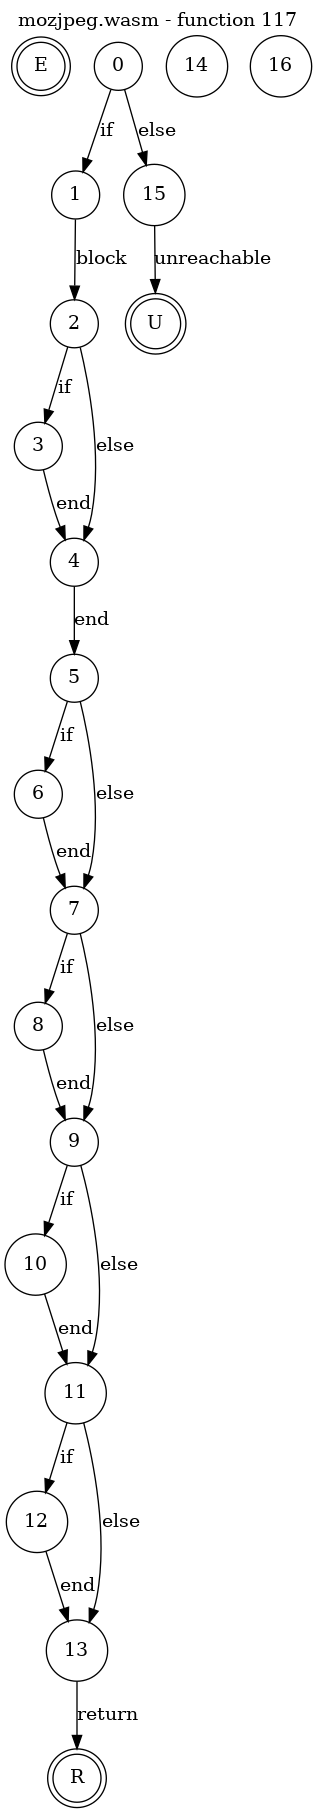 mozjpeg.wasm - function 117
E 0 14 16
if else
1 15
block unreachable
2 U
if
3 else
end
4
end
5
if
6 else
end
7
if
8 else
end
9
if
10 else
end
11
if
12 else
end
13
return
R